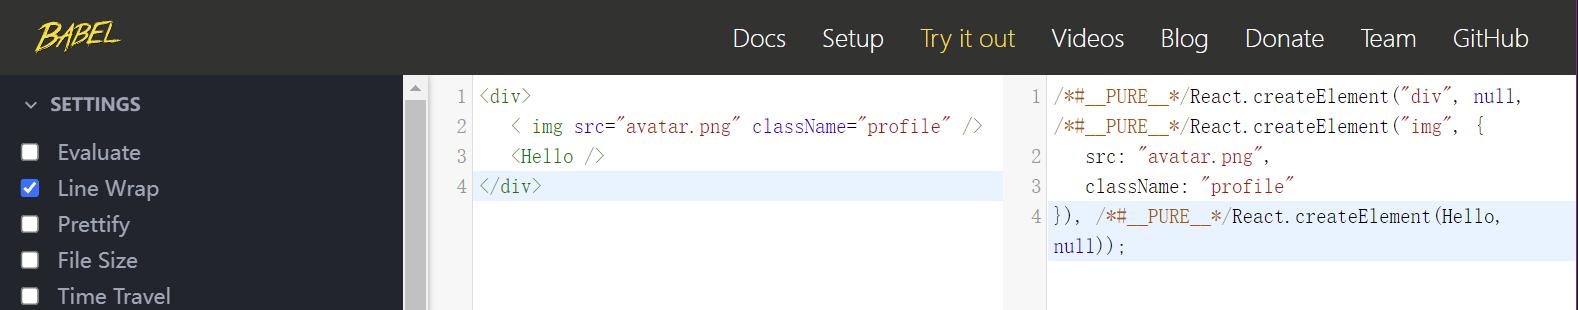 BABEL
Docs Setup Try it out Videos Blog Donate Team GitHub
SETTINGS
Evaluate
Line Wrap
Prettify
File Size
Time Travel
1 <div>
2 < img src="avatar.png" className="profile" />
3 <Hello />
4 </div>
1 /*#__PURE__*/React.createElement("div", null,
/*#__PURE__*/React.createElement("img", {
2 src: "avatar.png",
3 className: "profile"
4 }), /*#__PURE__*/React.createElement(Hello,
null));